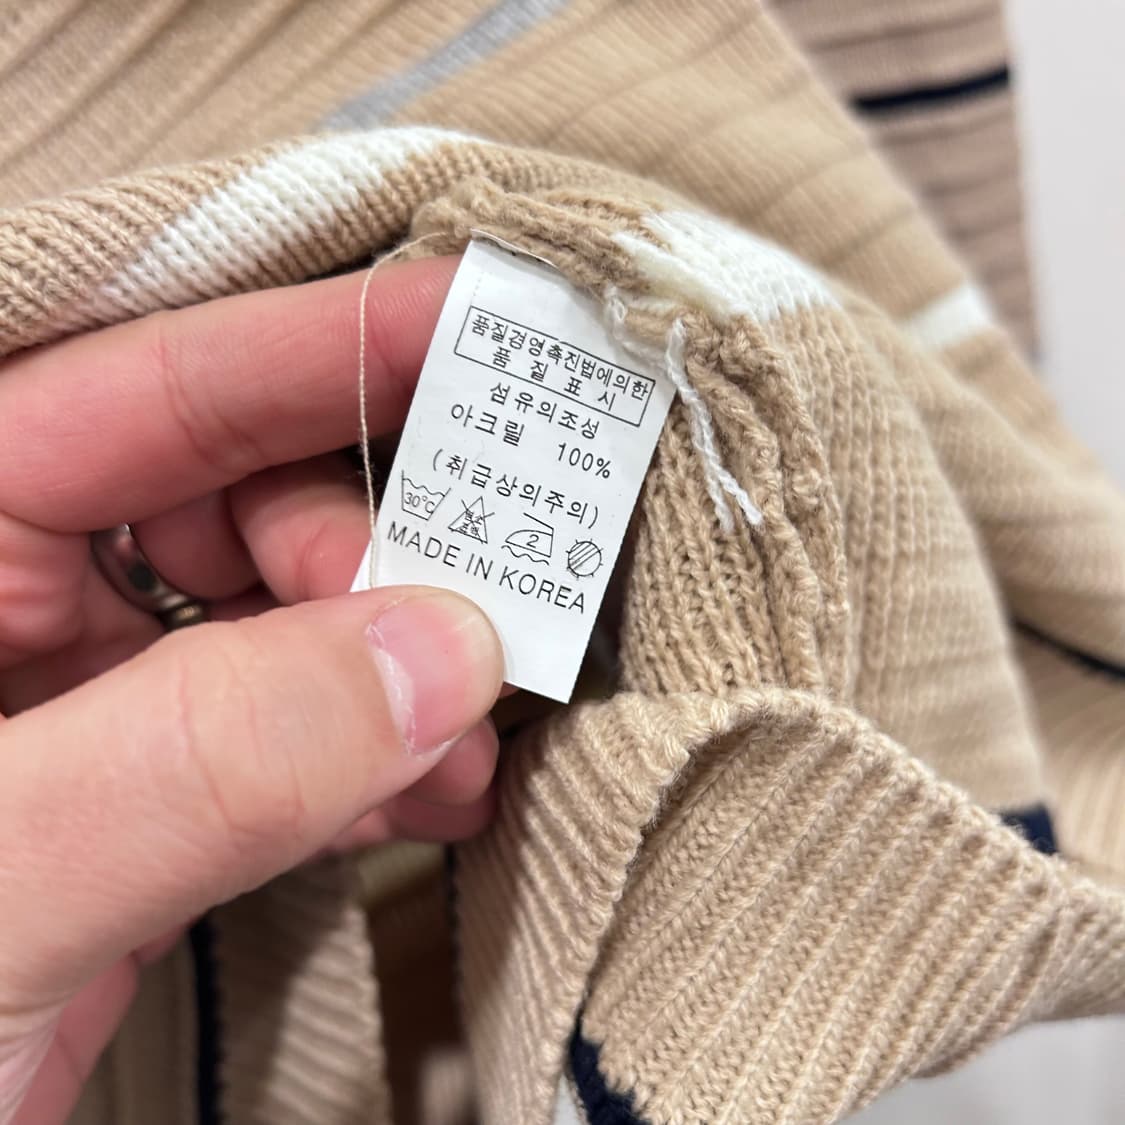 품질경영촉진법에의한
품 질 표 시
섬유의조성
아크릴 100%
(취급상의주의)
30°C
2
MADE IN KOREA